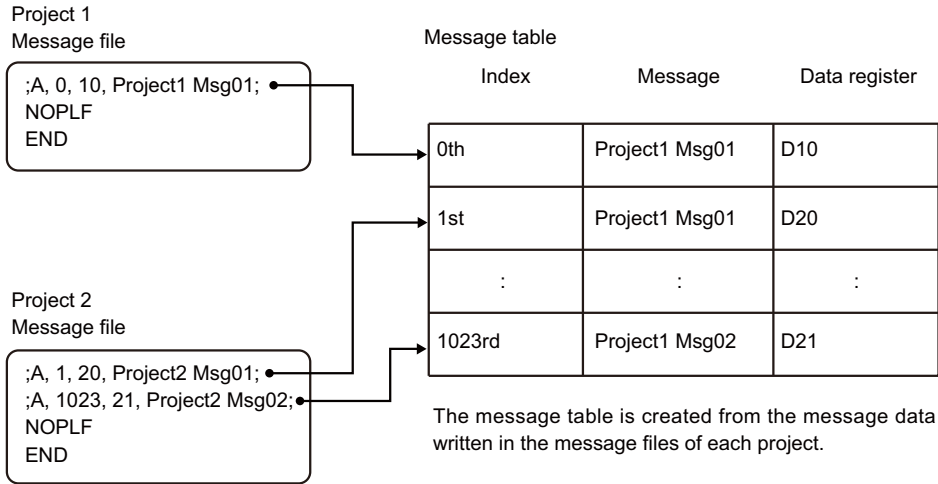 Project 1
Message file
;A, 0, 10, Project1 Msg01;
NOPLF
END
Project 2
Message file
;A, 1, 20, Project2 Msg01;
;A, 1023, 21, Project2 Msg02;
NOPLF
END
Message table
Index Message Data register
0th Project1 Msg01 D10
1st Project1 Msg01 D20
: : :
1023rd Project1 Msg02 D21
The message table is created from the message data
written in the message files of each project.